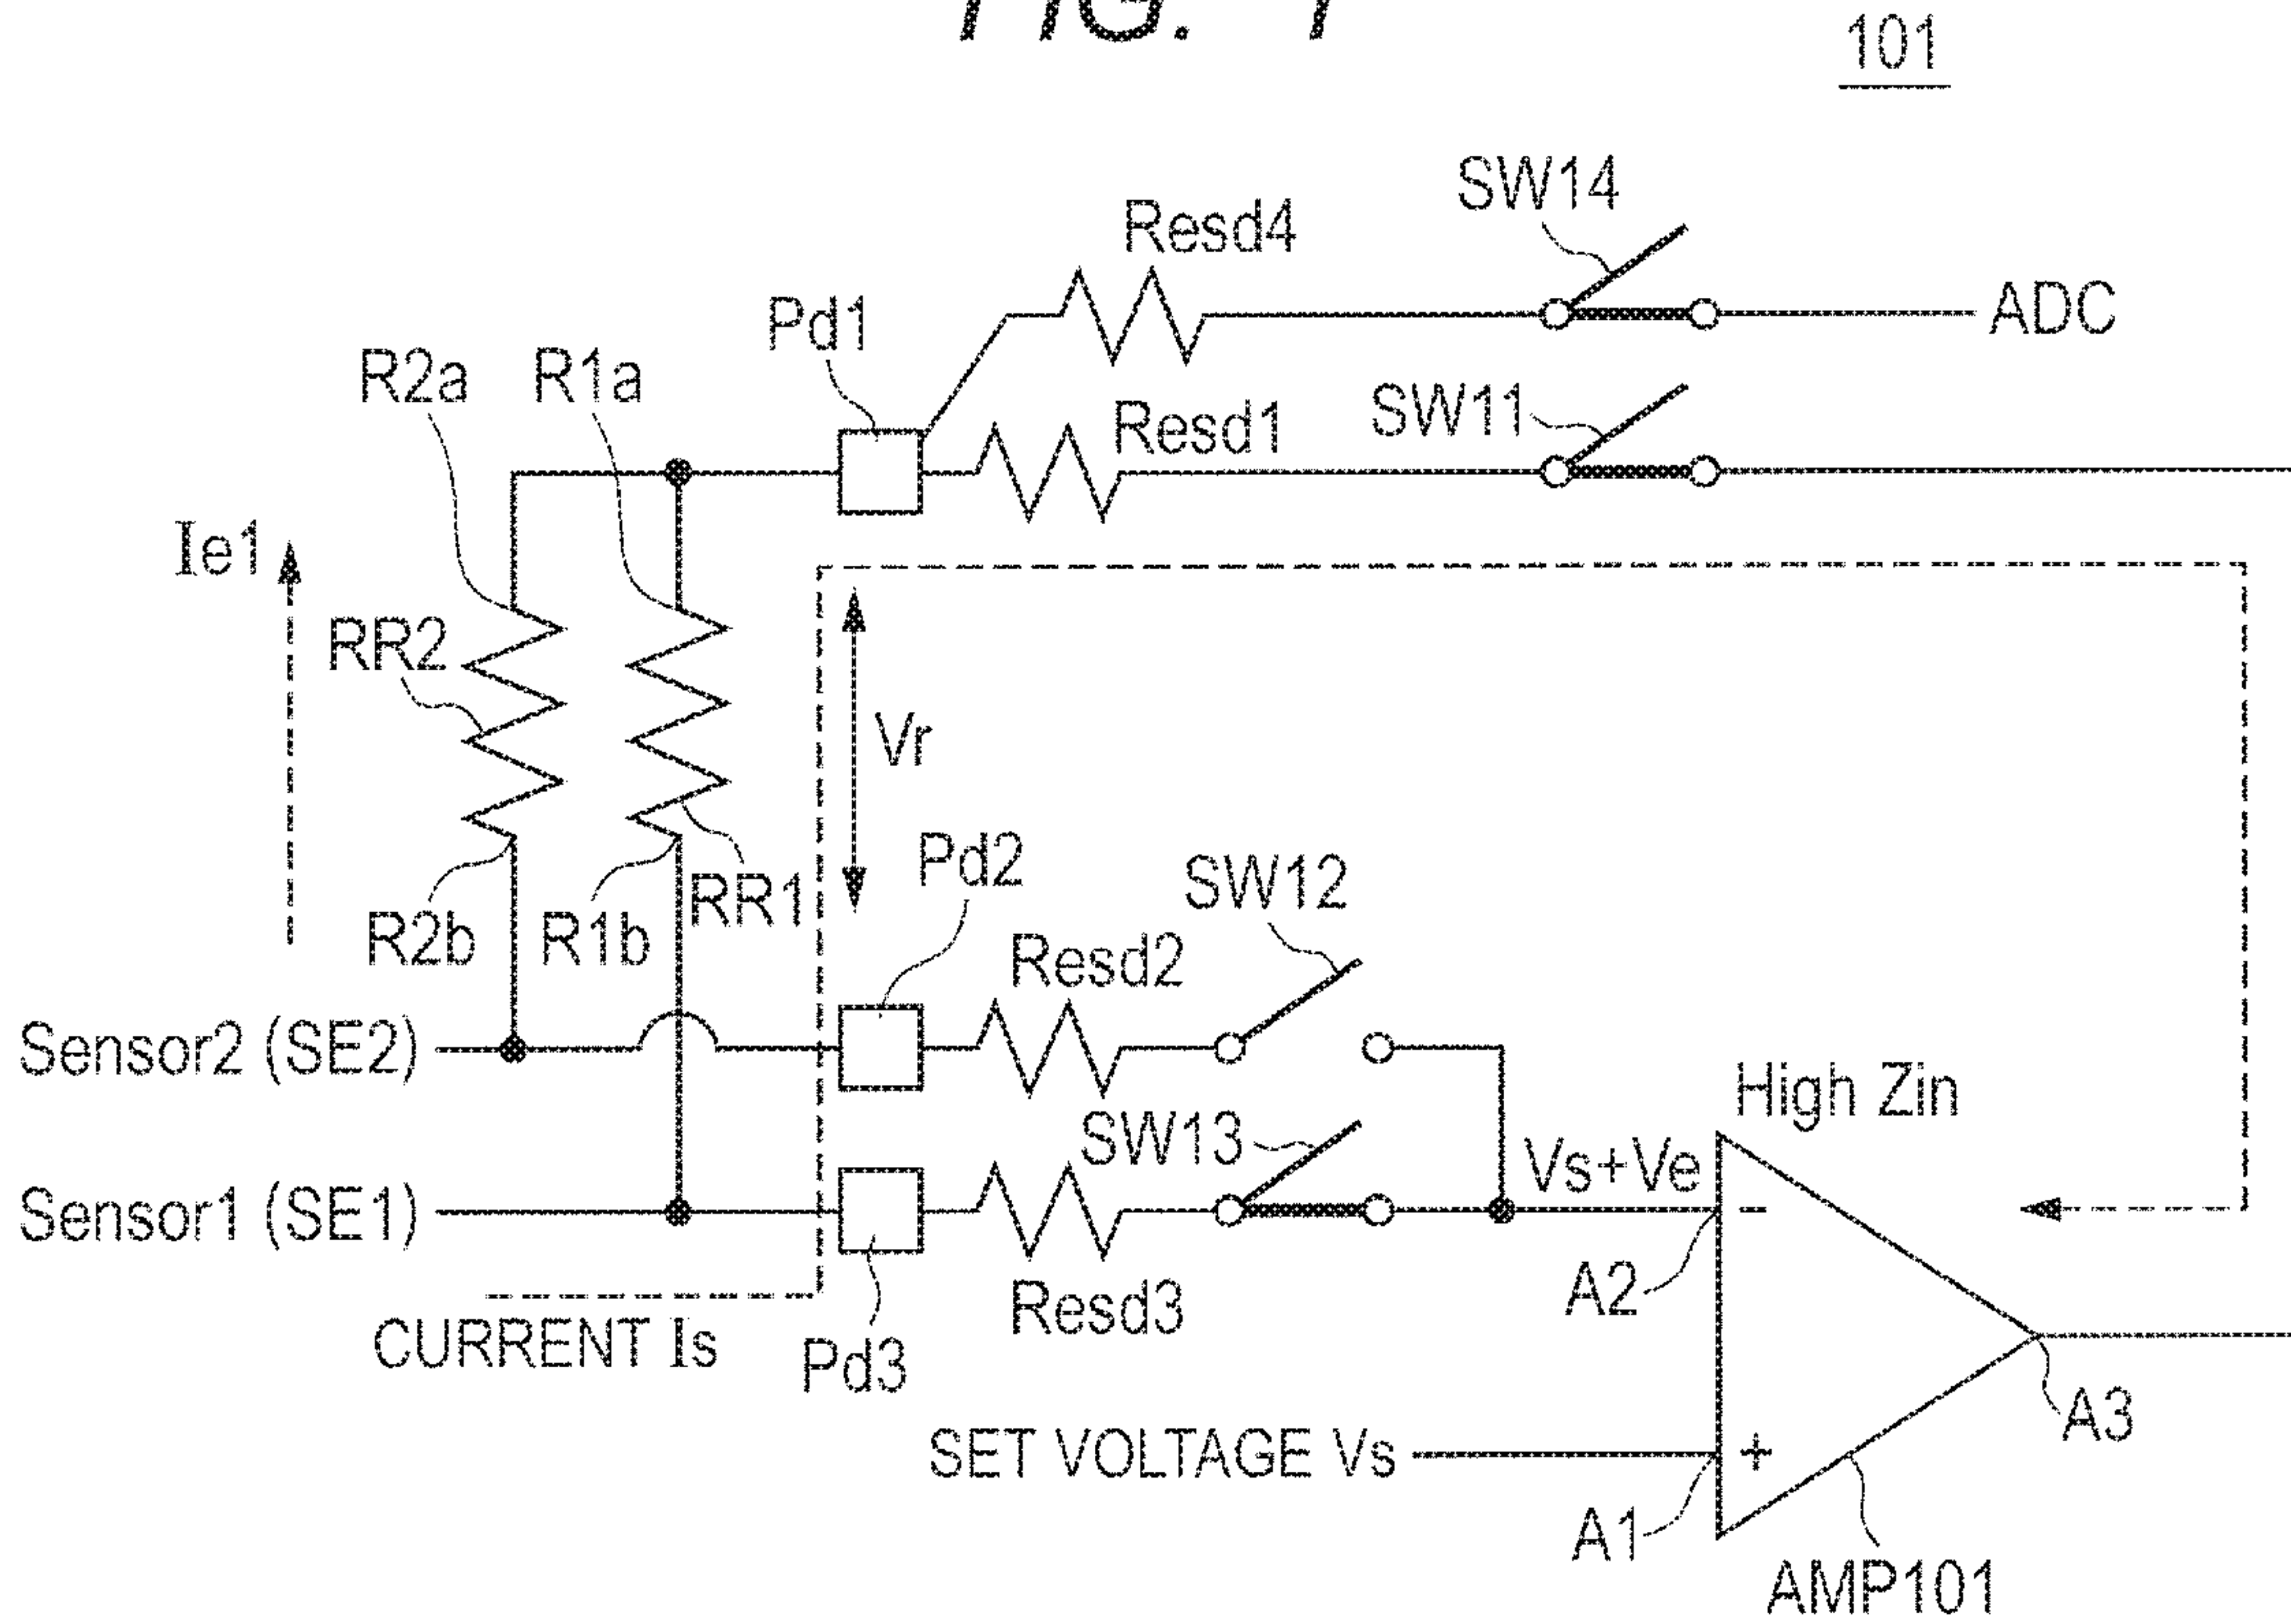 FIG. 1
101
SW14
Resd4
ADC
Pd1
R2a
R1a
SW11
Resd1
Ie1
RR2
Vr
Pd2
SW12
RR1
R2b
R1b
Resd2
Sensor2 (SE2)
High Zin
SW13
Vs+Ve
Sensor1 (SE1)
-
A2
Resd3
CURRENT Is
Pd3
A3
SET VOLTAGE Vs
+
A1
AMP101